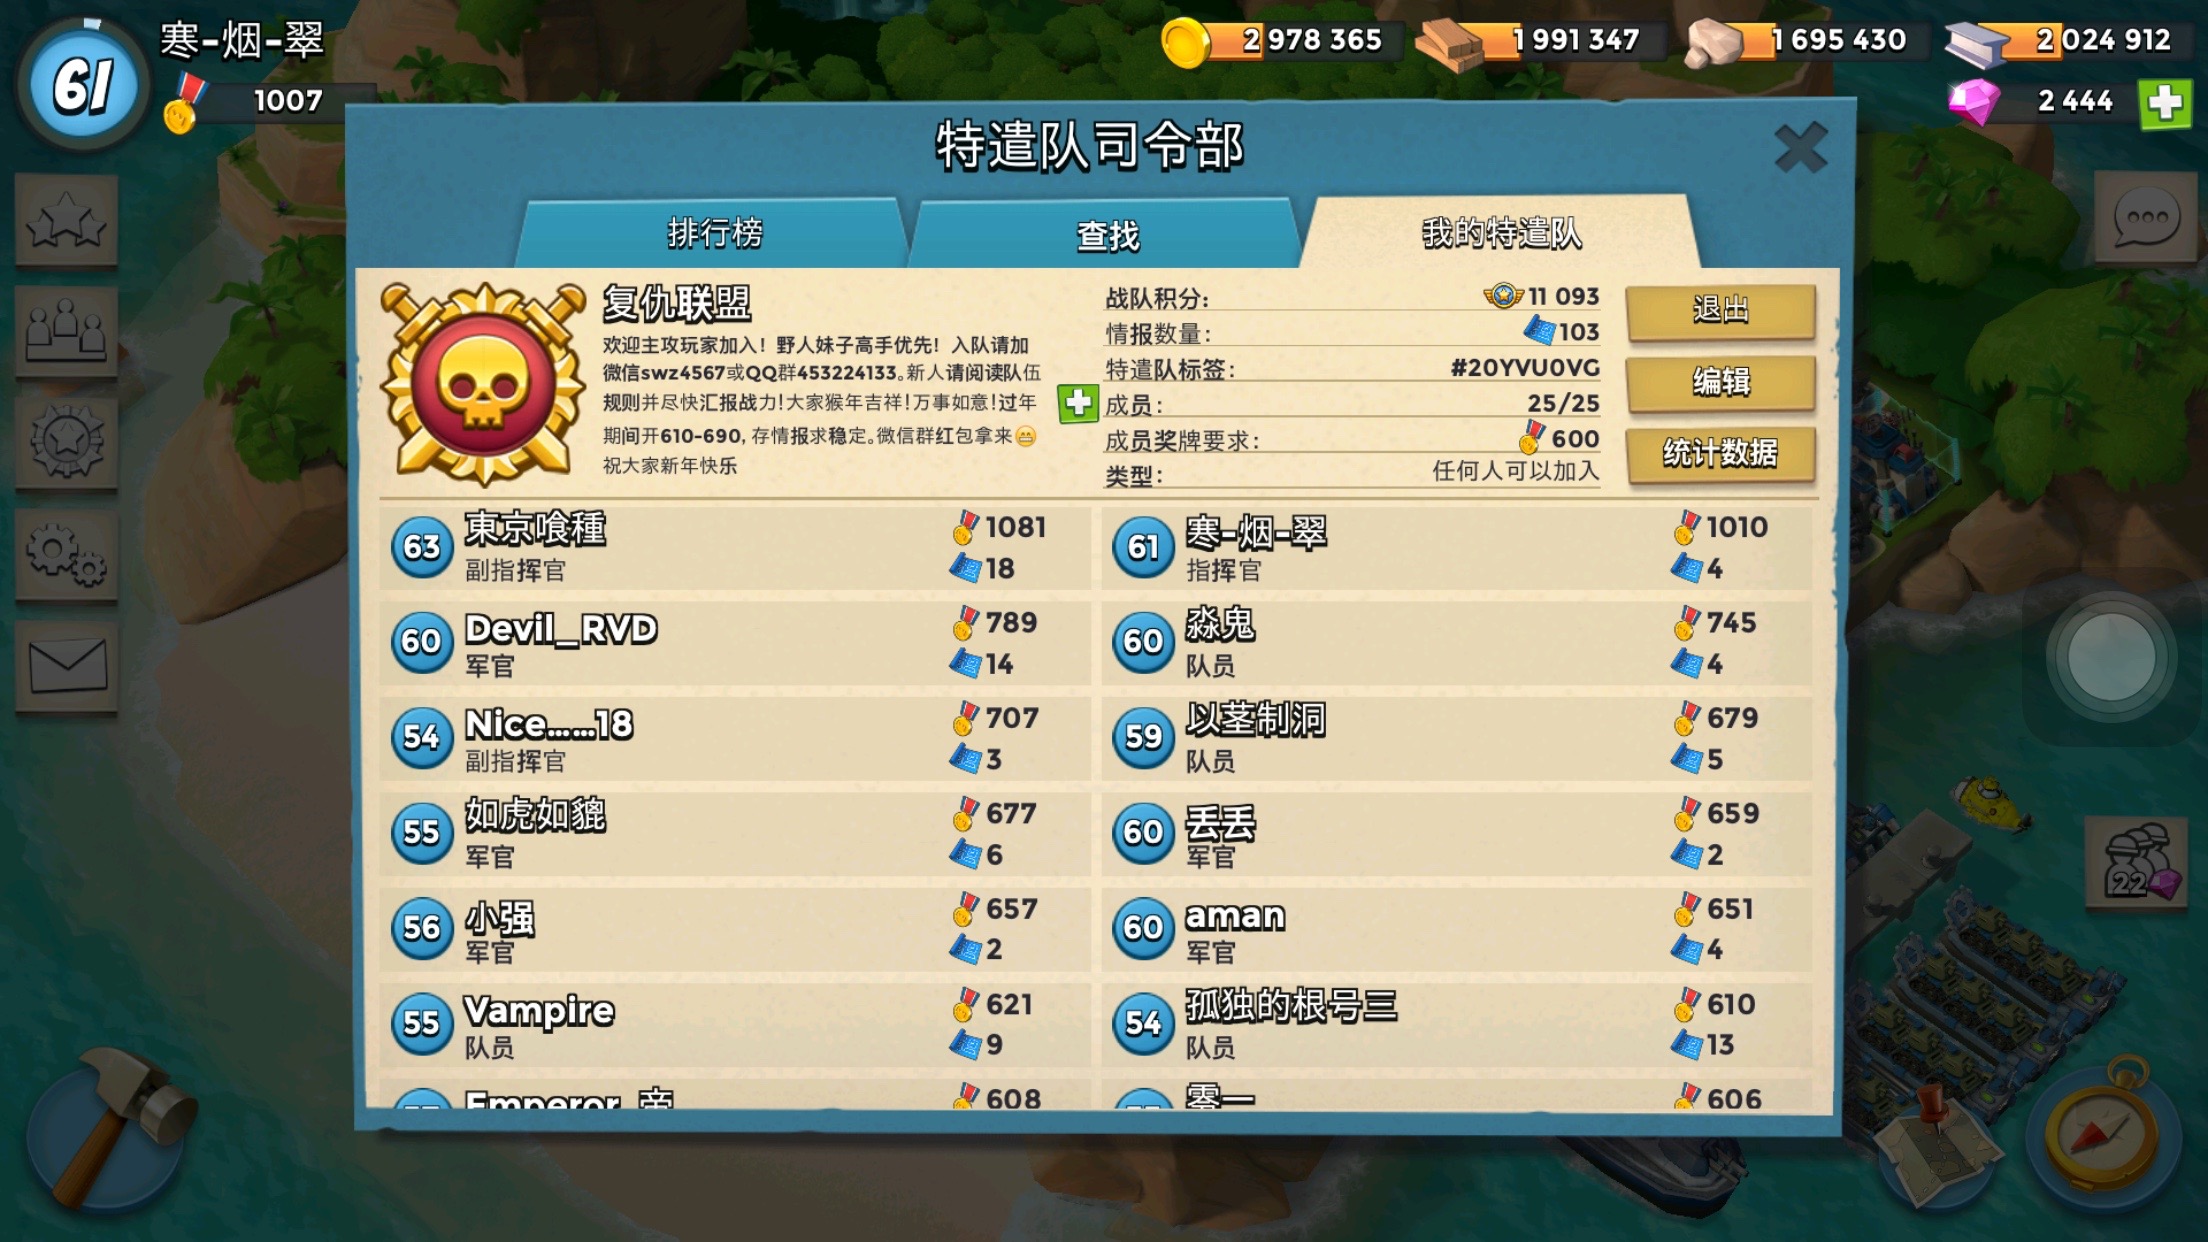 61
寒-烟-翠
1007
2 978 365
1 991 347
1 695 430
2 024 912
2 444
特遣队司令部
排行榜
查找
我的特遣队
复仇联盟
欢迎主攻玩家加入！野人妹子高手优先！入队请加
微信swz4567或QQ群453224133。新人请阅读队伍
规则并尽快汇报战力！大家猴年吉祥！万事如意！过年
期间开610-690, 存情报求稳定。微信群红包拿来😁
祝大家新年快乐
战队积分: 11 093
情报数量: 103
特遣队标签: #20YVU0VG
成员: 25/25
成员奖牌要求: 600
类型: 任何人可以加入
退出
编辑
统计数据
63 東京喰種 1081
副指挥官 18
61 寒-烟-翠 1010
指挥官 4
60 Devil_RVD 789
军官 14
60 淼鬼 745
队员 4
54 Nice......18 707
副指挥官 3
59 以茎制洞 679
队员 5
55 如虎如貔 677
军官 6
60 丢丢 659
军官 2
56 小强 657
军官 2
60 aman 651
军官 4
55 Vampire 621
队员 9
54 孤独的根号三 610
队员 13
Emperor_帝 608
零一 606
22